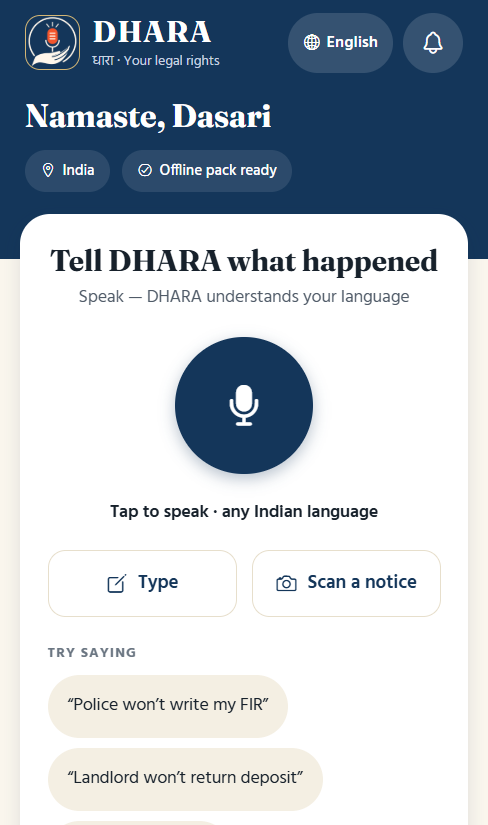 DHARA
धारा · Your legal rights
English
Namaste, Dasari
India
Offline pack ready
Tell DHARA what happened
Speak — DHARA understands your language
Tap to speak · any Indian language
Type
Scan a notice
TRY SAYING
“Police won’t write my FIR”
“Landlord won’t return deposit”